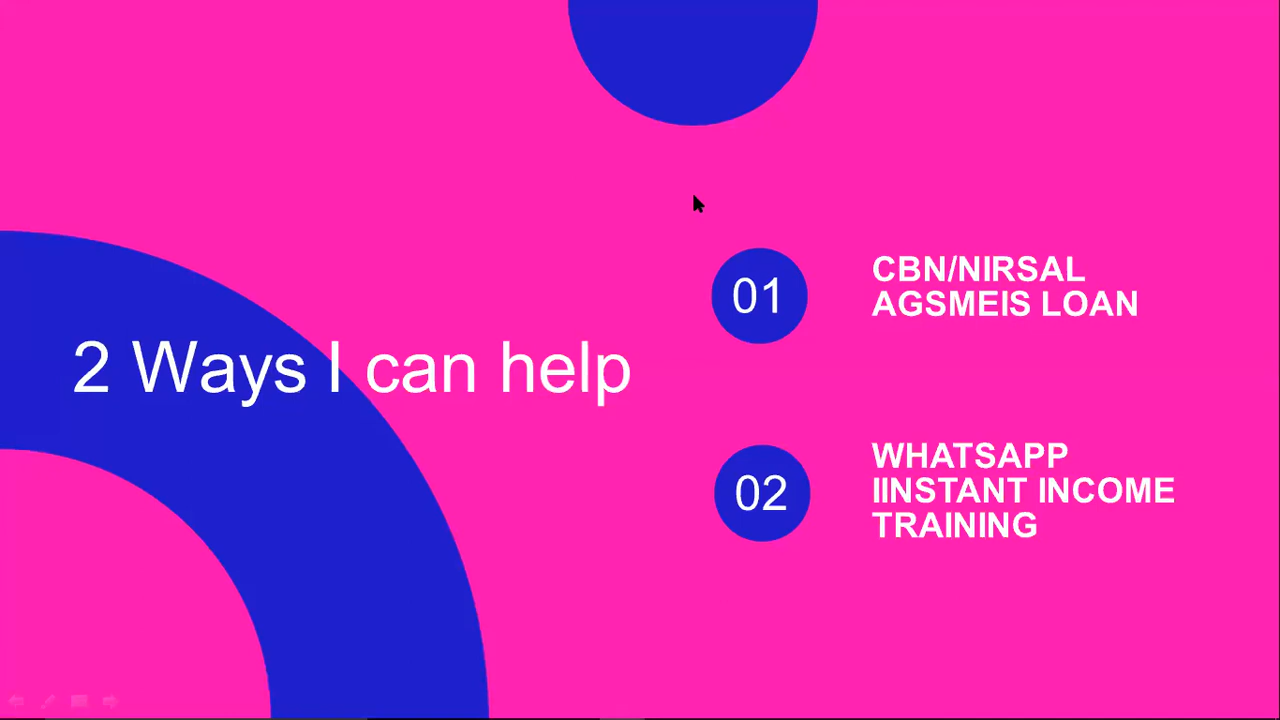 2 Ways I can help
01
CBN/NIRSAL
AGSMEIS LOAN
02
WHATSAPP
IINSTANT INCOME
TRAINING